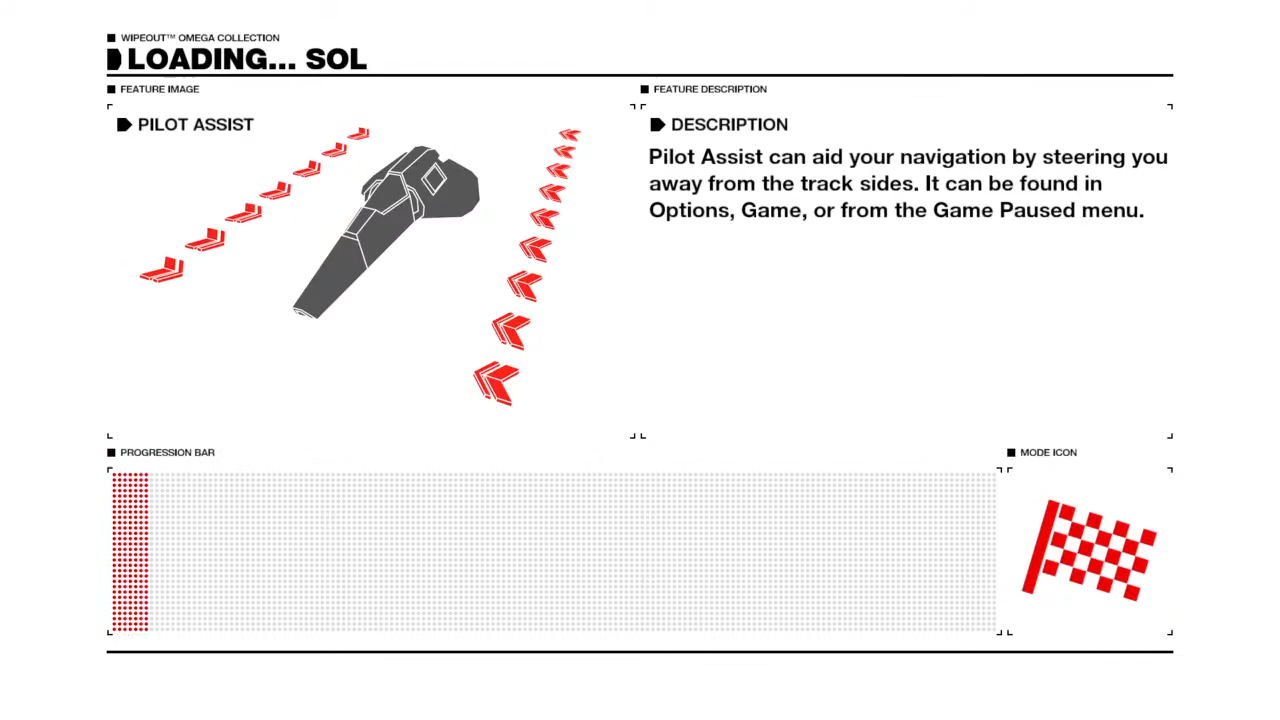 WIPEOUT™ OMEGA COLLECTION
LOADING... SOL
FEATURE IMAGE
PILOT ASSIST
FEATURE DESCRIPTION
DESCRIPTION
Pilot Assist can aid your navigation by steering you
away from the track sides. It can be found in
Options, Game, or from the Game Paused menu.
PROGRESSION BAR
MODE ICON